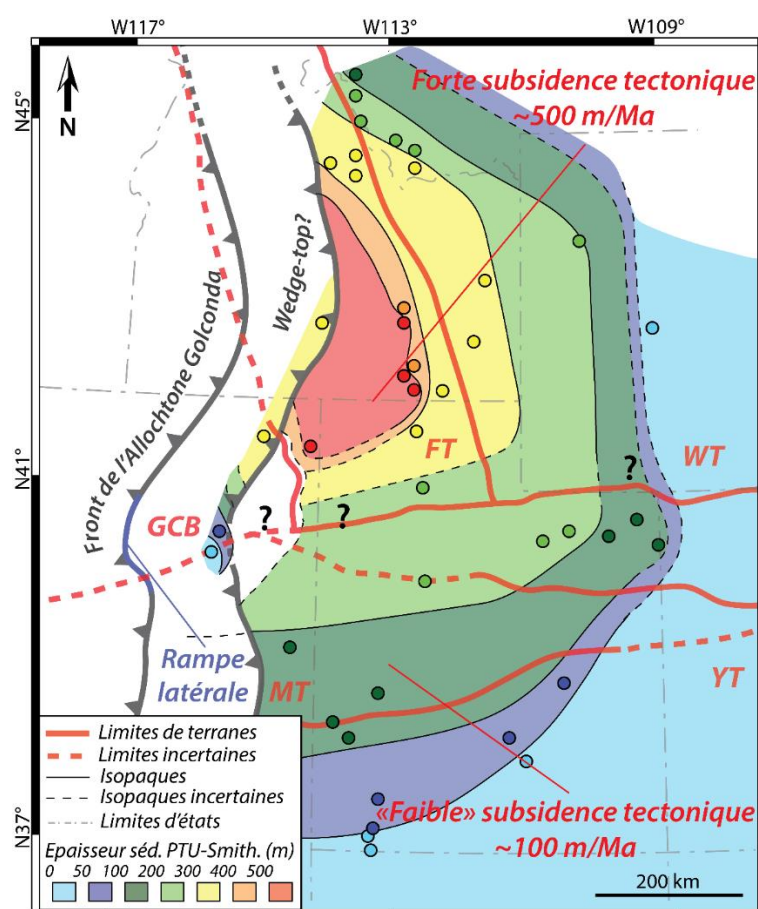 W117°
W113°
W109°
N45°
N41°
N37°
N
Forte subsidence tectonique
~500 m/Ma
Wedge-top?
Front de l'Allochtone Golconda
FT
WT
?
?
?
GCB
Rampe
latérale
MT
YT
«Faible» subsidence tectonique
~100 m/Ma
Limites de terranes
Limites incertaines
Isopaques
Isopaques incertaines
Limites d'états
Epaisseur séd. PTU-Smith. (m)
0 50 100 200 300 400 500
200 km